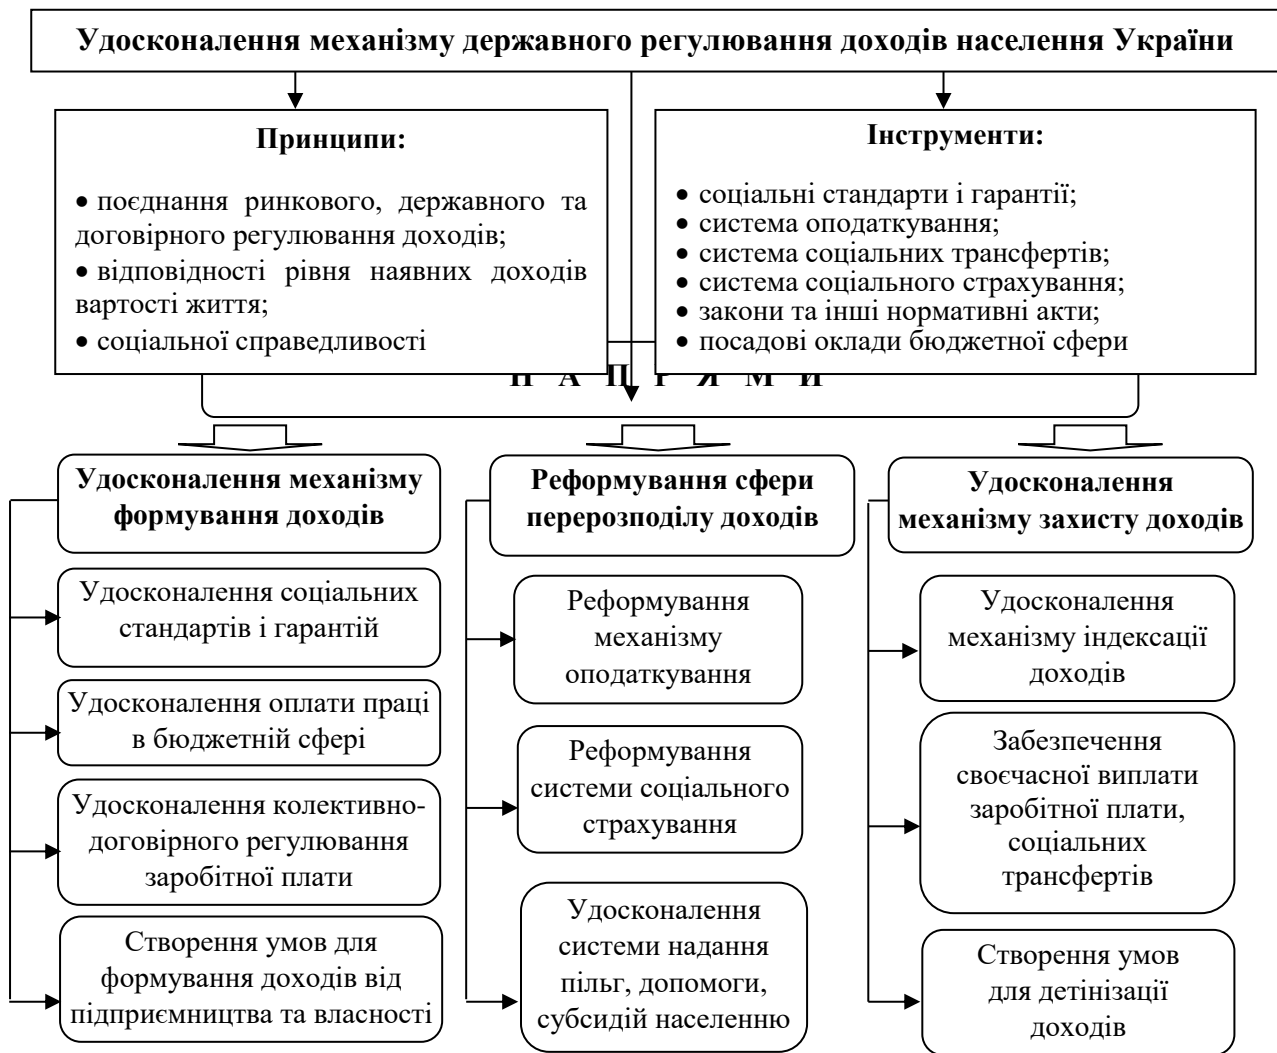 Удосконалення механізму державного регулювання доходів населення України
Принципи:
• поєднання ринкового, державного та
договірного регулювання доходів;
• відповідності рівня наявних доходів
вартості життя;
• соціальної справедливості
Інструменти:
• соціальні стандарти і гарантії;
• система оподаткування;
• система соціальних трансфертів;
• система соціального страхування;
• закони та інші нормативні акти;
• посадові оклади бюджетної сфери
Н А П Р Я М И
Удосконалення механізму
формування доходів
Удосконалення соціальних
стандартів і гарантій
Удосконалення оплати праці
в бюджетній сфері
Удосконалення колективно-
договірного регулювання
заробітної плати
Створення умов для
формування доходів від
підприємництва та власності
Реформування сфери
перерозподілу доходів
Реформування
механізму
оподаткування
Реформування
системи соціального
страхування
Удосконалення
системи надання
пільг, допомоги,
субсидій населенню
Удосконалення
механізму захисту доходів
Удосконалення
механізму індексації
доходів
Забезпечення
своєчасної виплати
заробітної плати,
соціальних
трансфертів
Створення умов
для детінізації
доходів